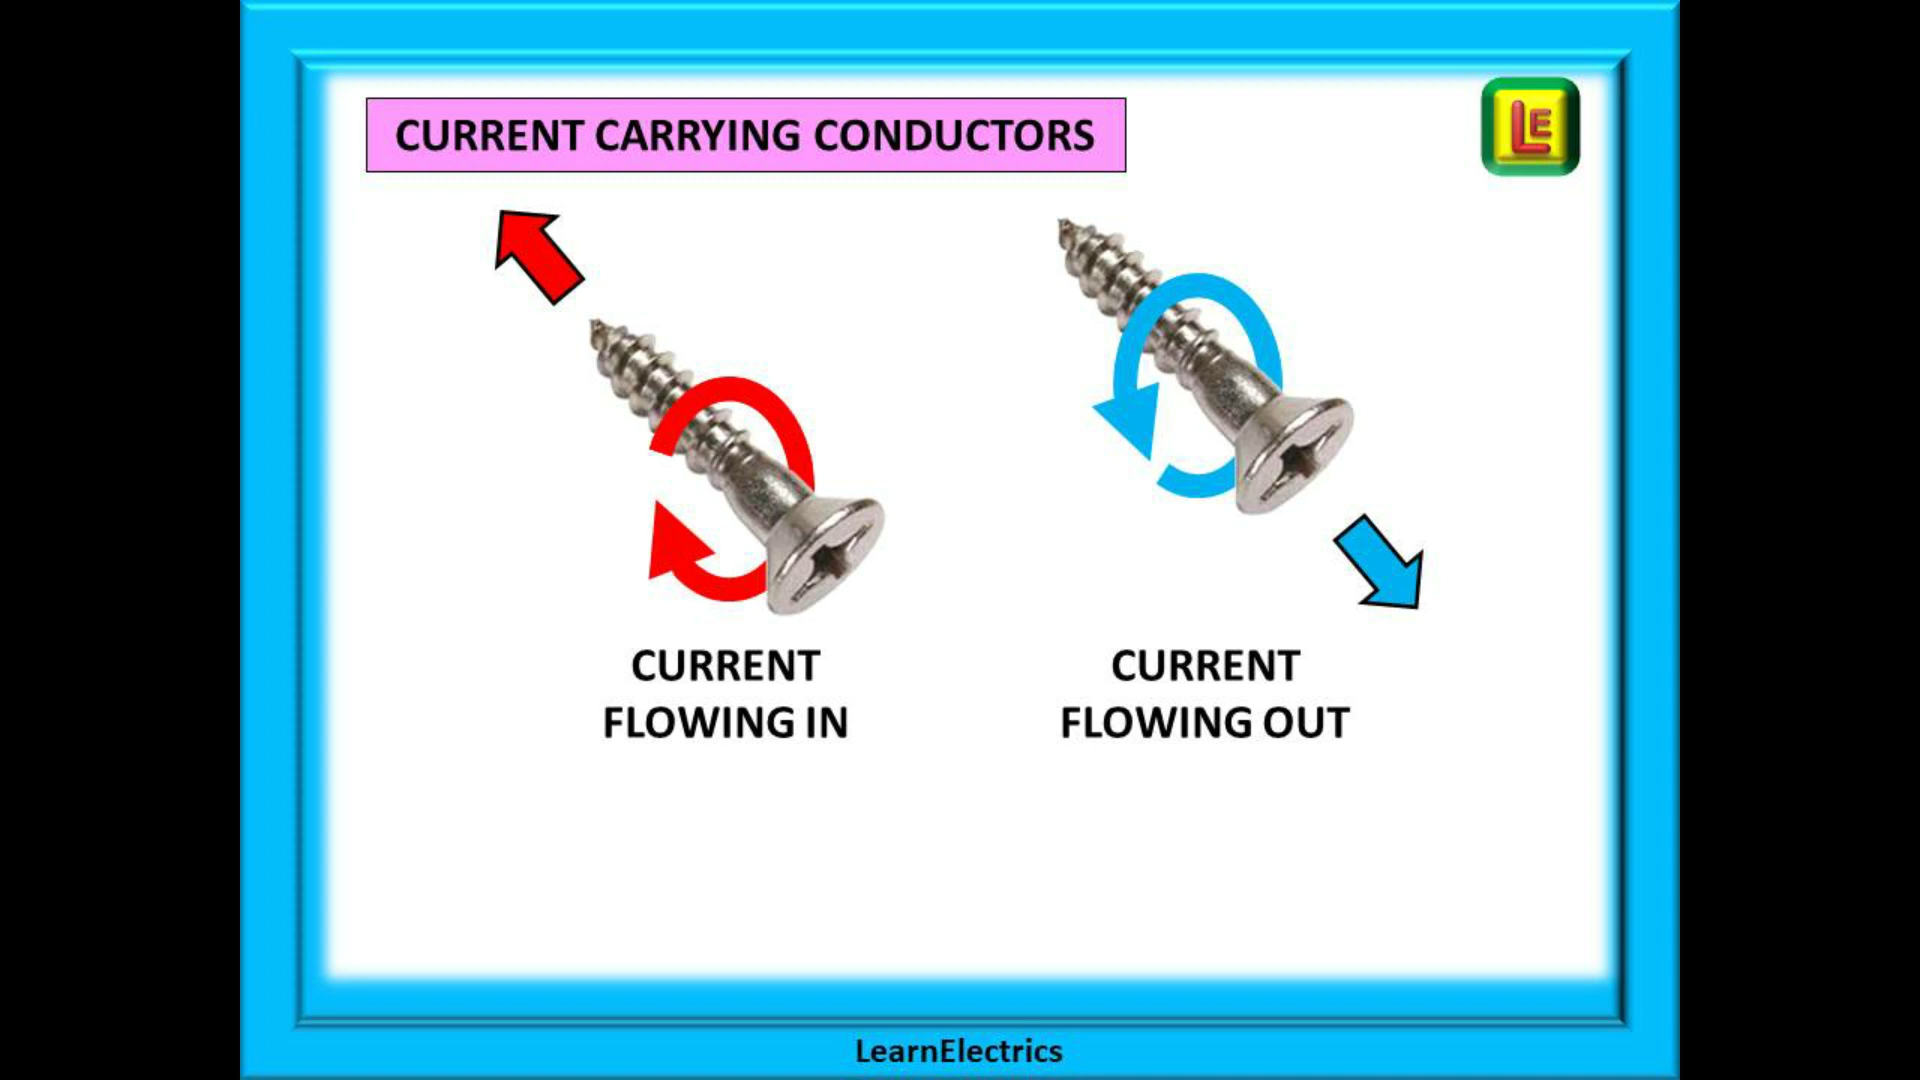 CURRENT CARRYING CONDUCTORS
LE
CURRENT
FLOWING IN
CURRENT
FLOWING OUT
LearnElectrics